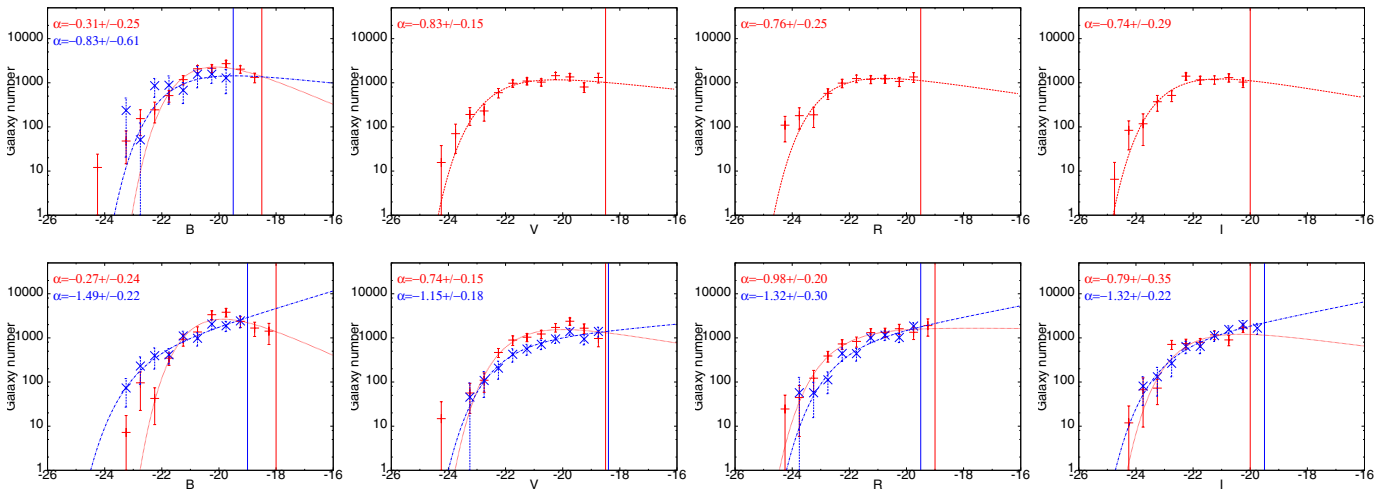 α=−0.31+/−0.25
α=−0.83+/−0.61
Galaxy number
10000
1000
100
10
1
-26 -24 -22 -20 -18 -16
B
α=−0.83+/−0.15
Galaxy number
10000
1000
100
10
1
-26 -24 -22 -20 -18 -16
V
α=−0.76+/−0.25
Galaxy number
10000
1000
100
10
1
-26 -24 -22 -20 -18 -16
R
α=−0.74+/−0.29
Galaxy number
10000
1000
100
10
1
-26 -24 -22 -20 -18 -16
I
α=−0.27+/−0.24
α=−1.49+/−0.22
Galaxy number
10000
1000
100
10
1
-26 -24 -22 -20 -18 -16
B
α=−0.74+/−0.15
α=−1.15+/−0.18
Galaxy number
10000
1000
100
10
1
-26 -24 -22 -20 -18 -16
V
α=−0.98+/−0.20
α=−1.32+/−0.30
Galaxy number
10000
1000
100
10
1
-26 -24 -22 -20 -18 -16
R
α=−0.79+/−0.35
α=−1.32+/−0.22
Galaxy number
10000
1000
100
10
1
-26 -24 -22 -20 -18 -16
I